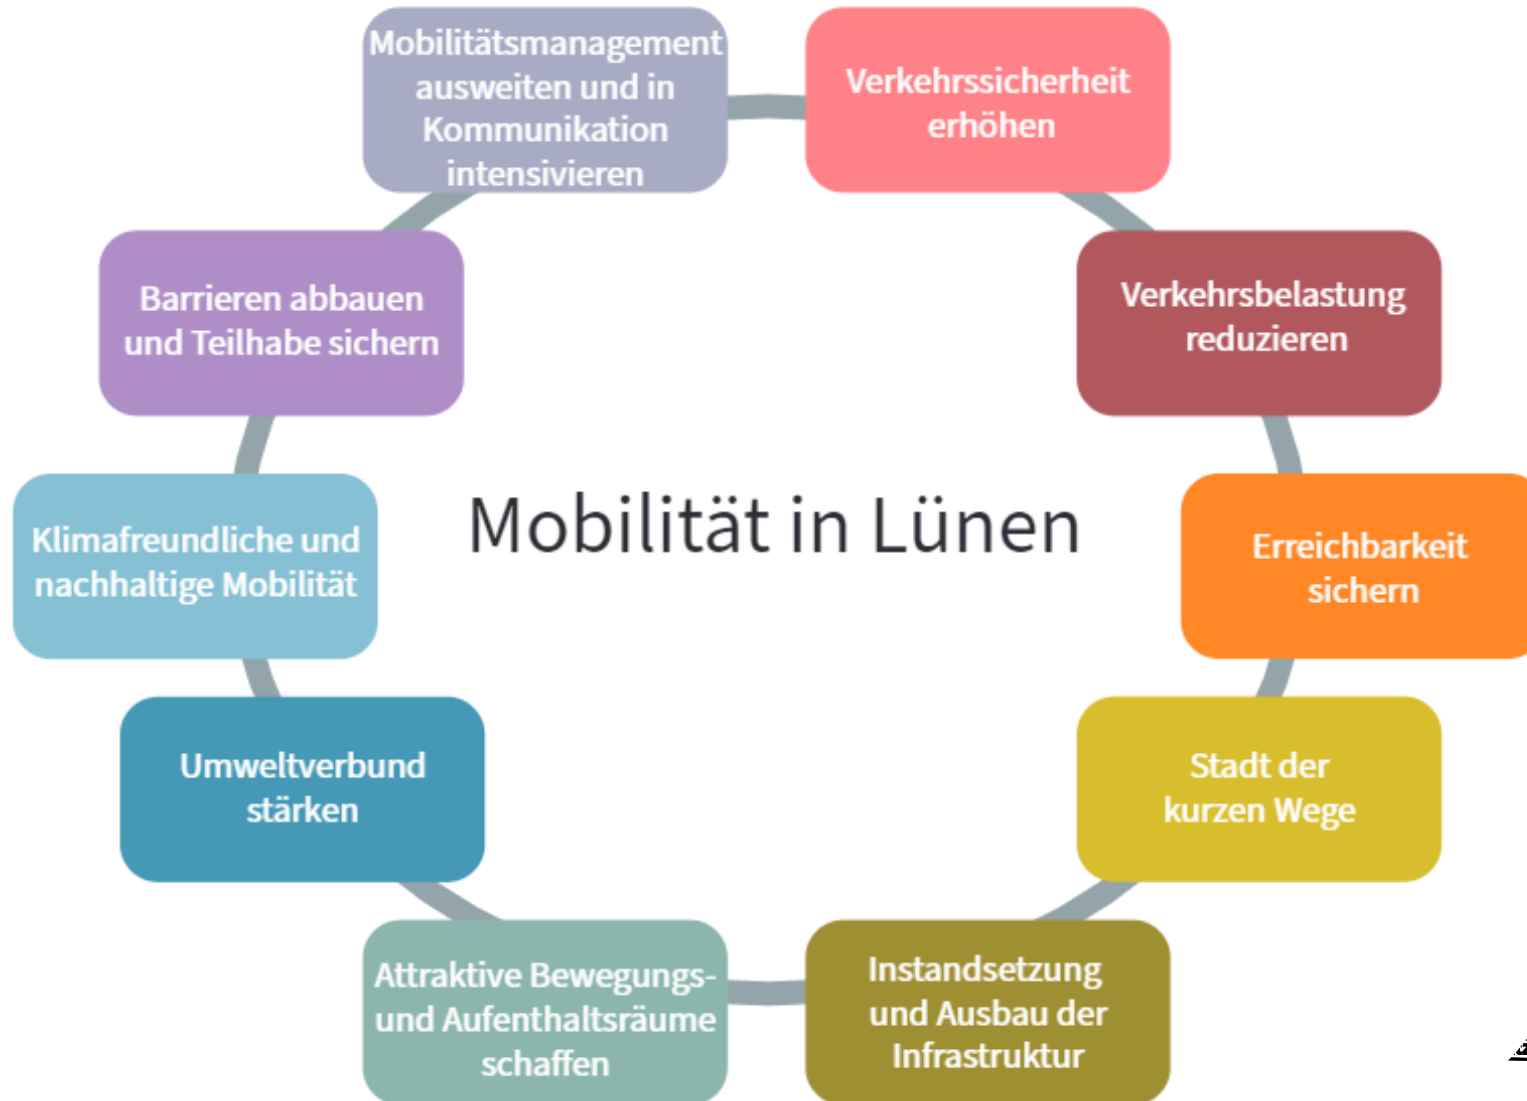 Mobilitätsmanagement
ausweiten und in
Kommunikation
intensivieren
Verkehrssicherheit
erhöhen
Barrieren abbauen
und Teilhabe sichern
Verkehrsbelastung
reduzieren
Klimafreundliche und
nachhaltige Mobilität
Mobilität in Lünen
Erreichbarkeit
sichern
Umweltverbund
stärken
Stadt der
kurzen Wege
Attraktive Bewegungs-
und Aufenthaltsräume
schaffen
Instandsetzung
und Ausbau der
Infrastruktur